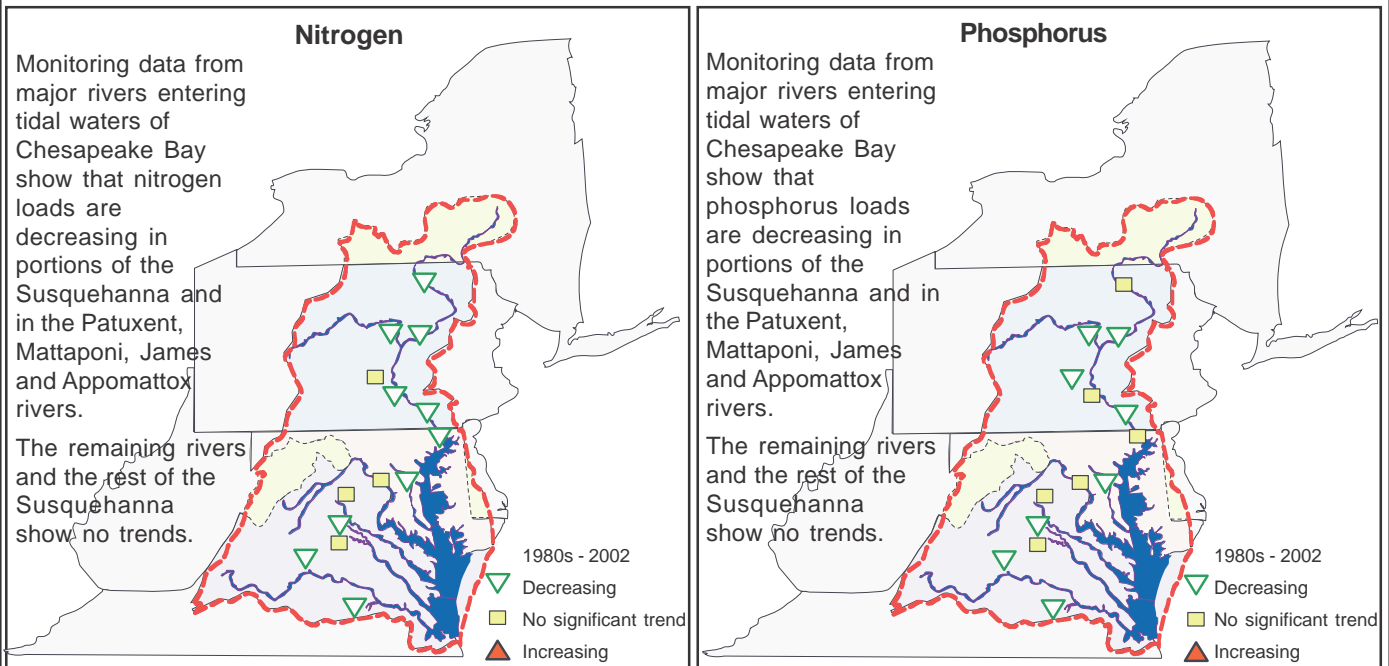 Nitrogen
Monitoring data from
major rivers entering
tidal waters of
Chesapeake Bay
show that nitrogen
loads are
decreasing in
portions of the
Susquehanna and
in the Patuxent,
Mattaponi, James
and Appomattox
rivers.
The remaining rivers
and the rest of the
Susquehanna
show no trends.
1980s - 2002
Decreasing
No significant trend
Increasing
Phosphorus
Monitoring data from
major rivers entering
tidal waters of
Chesapeake Bay
show that
phosphorus loads
are decreasing in
portions of the
Susquehanna and in
the Patuxent,
Mattaponi, James
and Appomattox
rivers.
The remaining rivers
and the rest of the
Susquehanna
show no trends.
1980s - 2002
Decreasing
No significant trend
Increasing